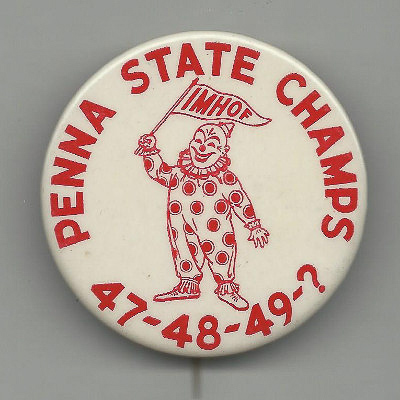 PENNA STATE CHAMPS
IMHOF
47-48-49-?